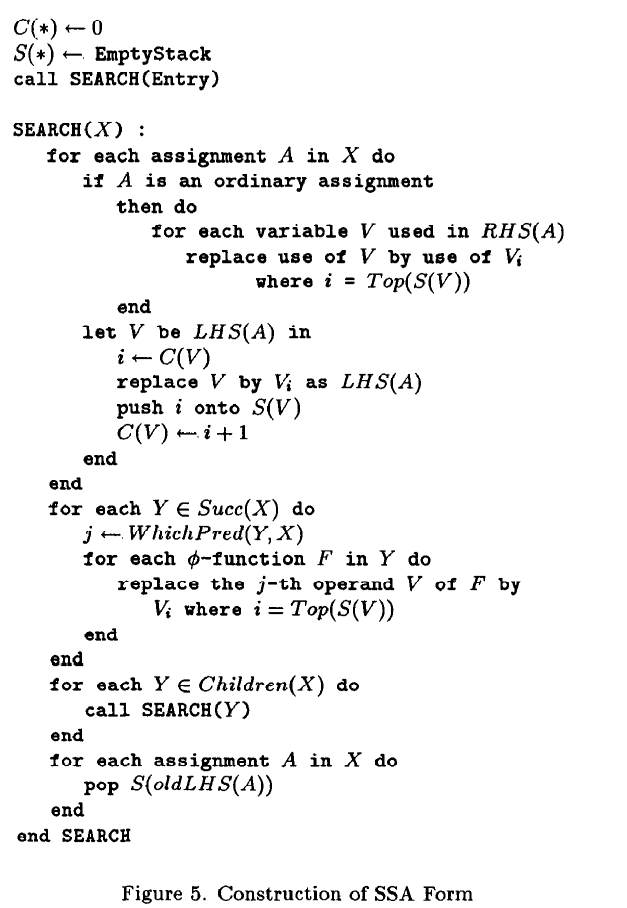 C(*) ← 0
S(*) ← EmptyStack
call SEARCH(Entry)
SEARCH(X) :
for each assignment A in X do
if A is an ordinary assignment
then do
for each variable V used in RHS(A)
replace use of V by use of Vᵢ
where i = Top(S(V))
end
let V be LHS(A) in
i ← C(V)
replace V by Vᵢ as LHS(A)
push i onto S(V)
C(V) ← i + 1
end
end
for each Y ∈ Succ(X) do
j ← WhichPred(Y, X)
for each ϕ-function F in Y do
replace the j-th operand V of F by
Vᵢ where i = Top(S(V))
end
end
for each Y ∈ Children(X) do
call SEARCH(Y)
end
for each assignment A in X do
pop S(oldLHS(A))
end
end SEARCH
Figure 5. Construction of SSA Form